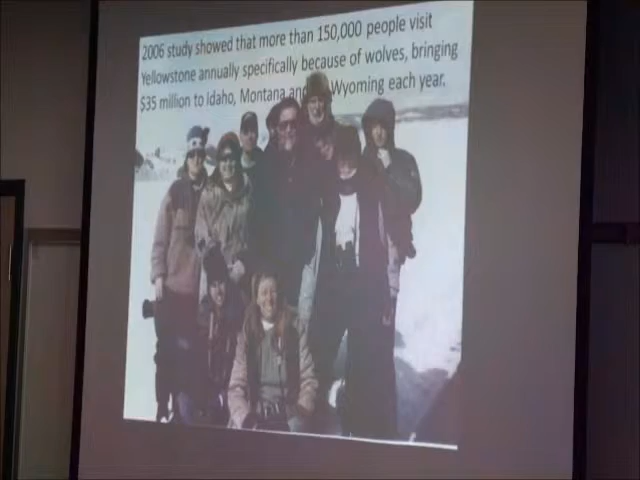 2006 study showed that more than 150,000 people visit
Yellowstone annually specifically because of wolves, bringing
$35 million to Idaho, Montana and Wyoming each year.